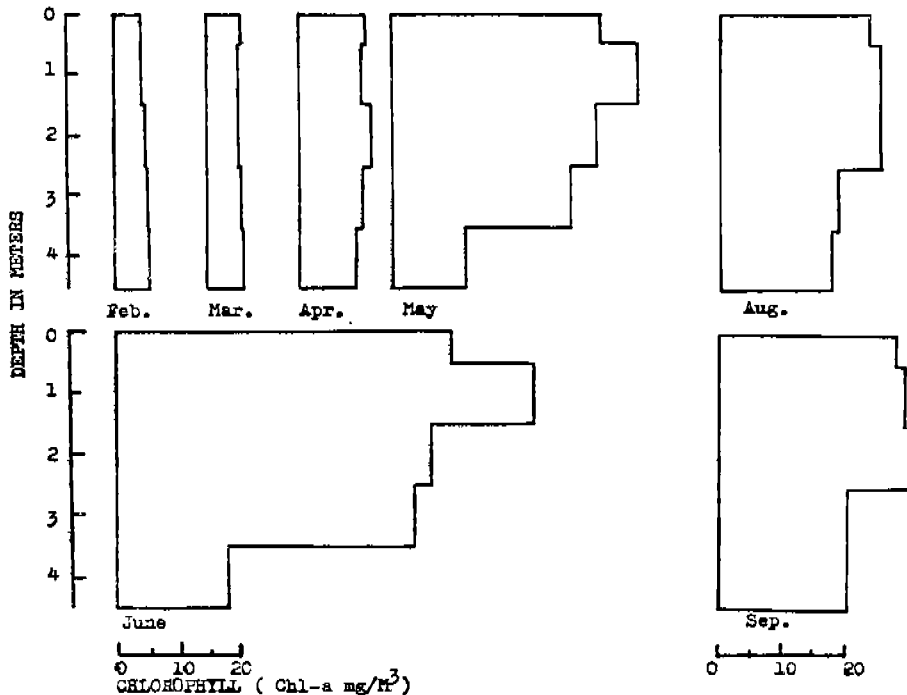 0
1
2
3
4
DEPTH IN METERS
Feb.
Mar.
Apr.
May
Aug.
0
1
2
3
4
June
Sep.
0 10 20
0 10 20
CHLOROPHYLL ( Chl-a mg/M³)